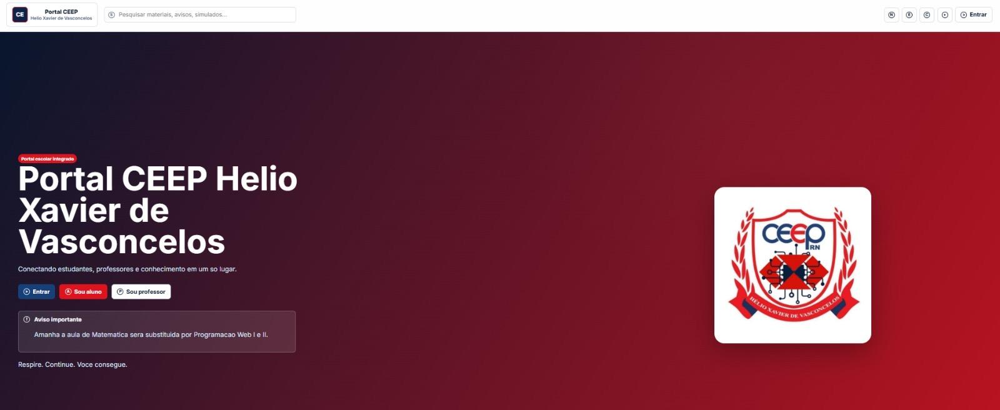 CE
Portal CEEP
Helio Xavier de Vasconcelos
S
Pesquisar materiais, avisos, simulados...
N
E
C
+
> Entrar
Portal escolar integrado
Portal CEEP Helio
Xavier de
Vasconcelos
Conectando estudantes, professores e conhecimento em um so lugar.
> Entrar
A Sou aluno
P Sou professor
! Aviso importante
Amanha a aula de Matematica sera substituida por Programacao Web I e II.
Respire. Continue. Voce consegue.
ceep
RN
HÉLIO XAVIER DE VASCONCELOS